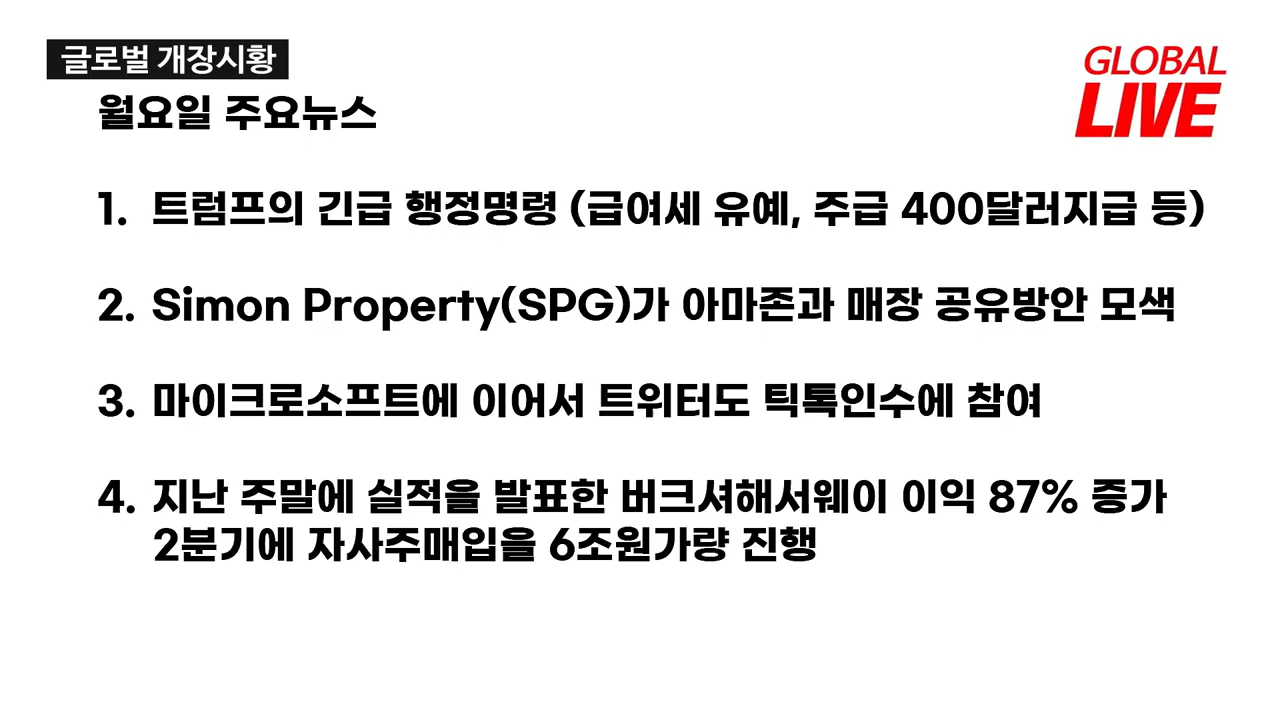 글로벌 개장시황
GLOBAL
LIVE
월요일 주요뉴스
1. 트럼프의 긴급 행정명령 (급여세 유예, 주급 400달러지급 등)
2. Simon Property(SPG)가 아마존과 매장 공유방안 모색
3. 마이크로소프트에 이어서 트위터도 틱톡인수에 참여
4. 지난 주말에 실적을 발표한 버크셔해서웨이 이익 87% 증가
2분기에 자사주매입을 6조원가량 진행